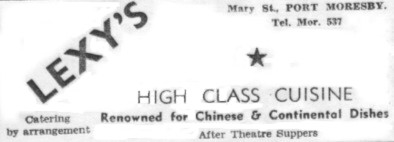 LEXY'S
Mary St., PORT MORESBY.
Tel. Mor. 537
HIGH CLASS CUISINE
Catering
by arrangement
Renowned for Chinese & Continental Dishes
After Theatre Suppers